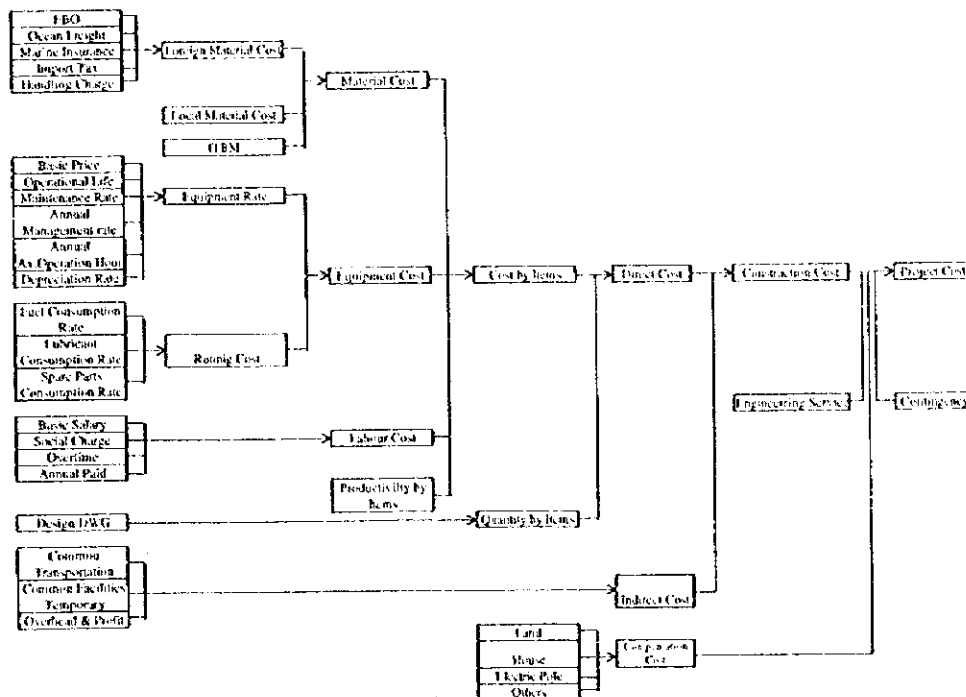 FBO
Ocean Freight
Marine Insurance
Import Tax
Handling Charge
Foreign Material Cost
Material Cost
Local Material Cost
Basic Price
Operational Life
Maintenance Rate
Annual
Management rate
Annual
Av.Operation Hour
Depreciation Rate
Equipment Rate
Equipment Cost
Cost by Items
Direct Cost
Construction Cost
Project Cost
Fuel Consumption
Rate
Lubricant
Consumption Rate
Spare Parts
Consumption Rate
Cost
Engineering Service
Contingency
Basic Salary
Social Charge
Overtime
Annual Paid
Labour Cost
Productivity by
Items
Design DWG
Quantity by Items
Common
Transportation
Common Facilities
Temporary
Overhead & Profit
Indirect Cost
Land
House
Electric Pole
Others
Cost